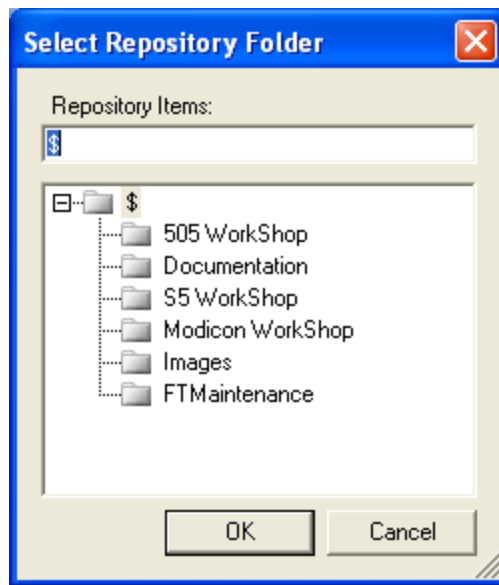 Select Repository Folder
Repository Items:
$
$
505 WorkShop
Documentation
S5 WorkShop
Modicon WorkShop
Images
FTMaintenance
OK Cancel